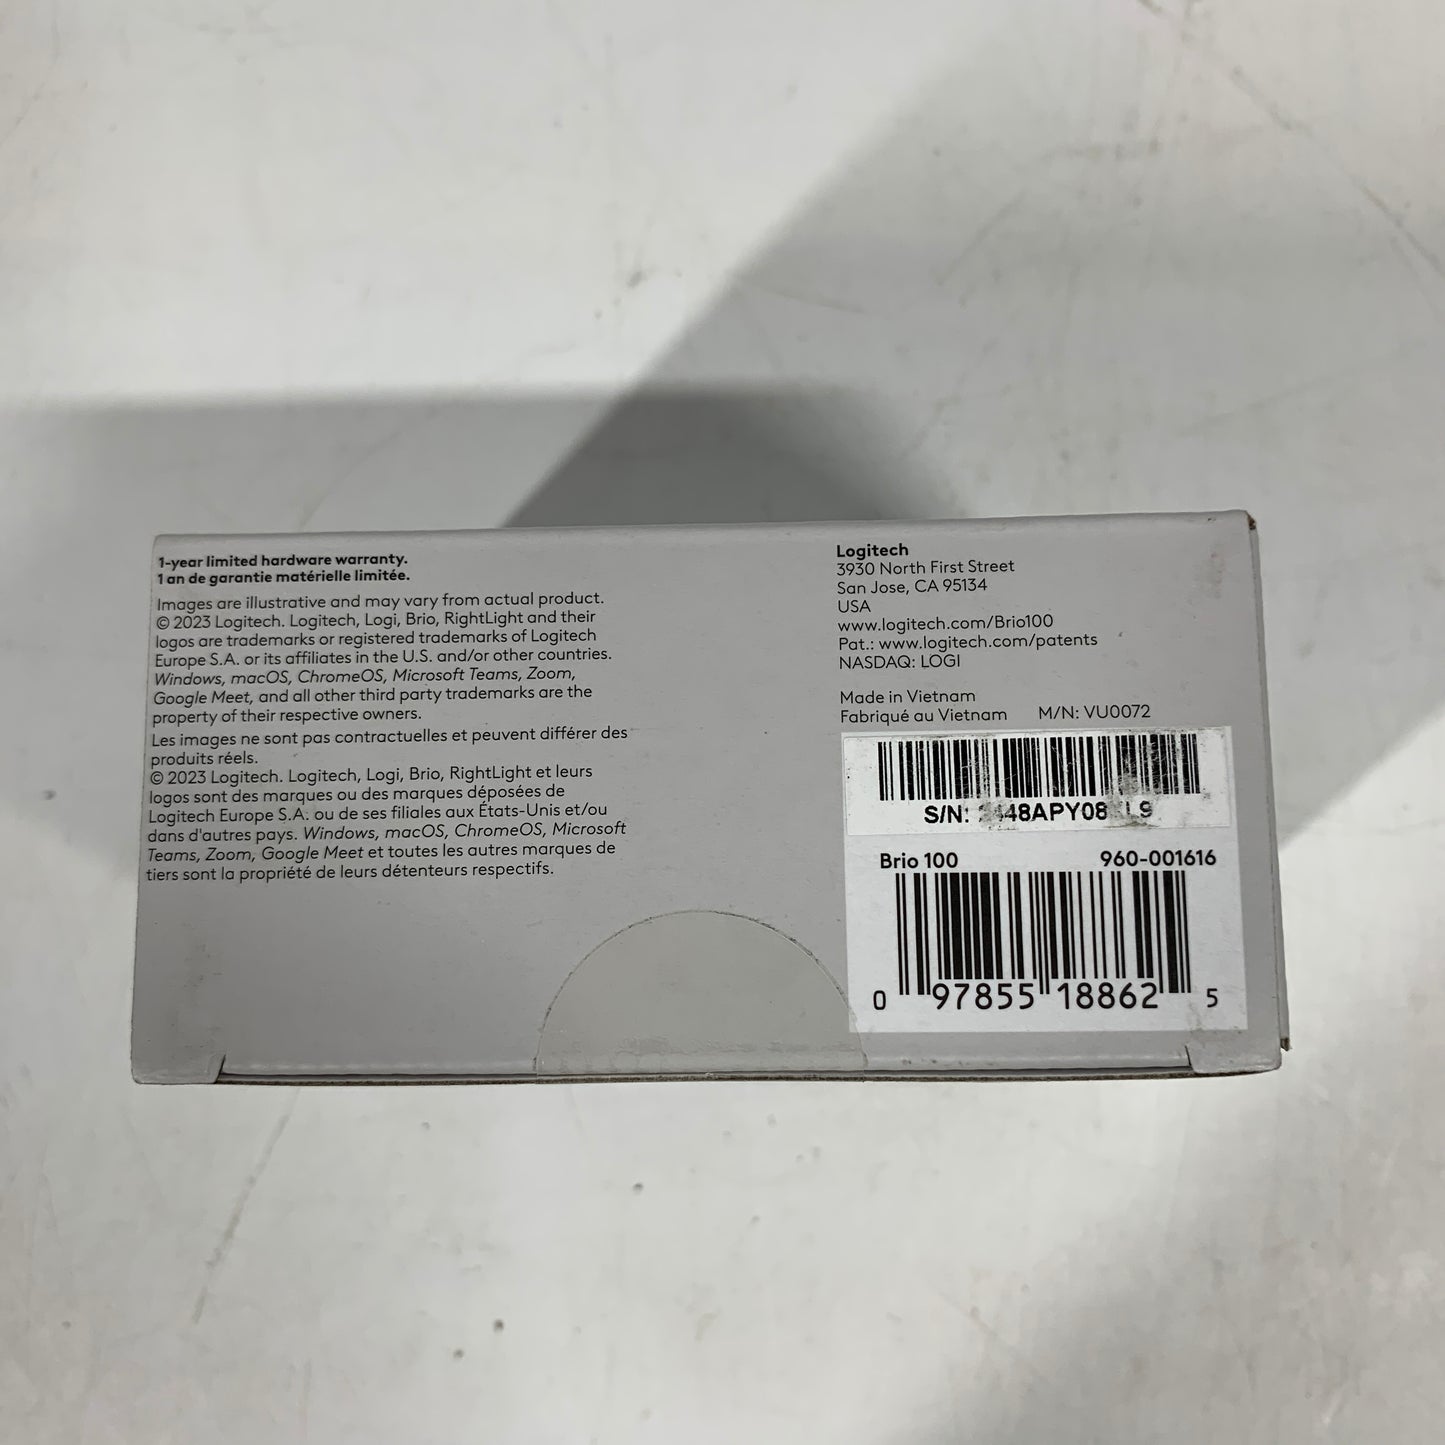 1-year limited hardware warranty.
1 an de garantie matérielle limitée.
Images are illustrative and may vary from actual product.
© 2023 Logitech. Logitech, Logi, Brio, RightLight and their
logos are trademarks or registered trademarks of Logitech
Europe S.A. or its affiliates in the U.S. and/or other countries.
Windows, macOS, ChromeOS, Microsoft Teams, Zoom,
Google Meet, and all other third party trademarks are the
property of their respective owners.
Les images ne sont pas contractuelles et peuvent différer des
produits réels.
© 2023 Logitech. Logitech, Logi, Brio, RightLight et leurs
logos sont des marques ou des marques déposées de
Logitech Europe S.A. ou de ses filiales aux États-Unis et/ou
dans d'autres pays. Windows, macOS, ChromeOS, Microsoft
Teams, Zoom, Google Meet et toutes les autres marques de
tiers sont la propriété de leurs détenteurs respectifs.
Logitech
3930 North First Street
San Jose, CA 95134
USA
www.logitech.com/Brio100
Pat.: www.logitech.com/patents
NASDAQ: LOGI
Made in Vietnam
Fabriqué au Vietnam M/N: VU0072
S/N:
Brio 100 960-001616
0 97855 18862 5